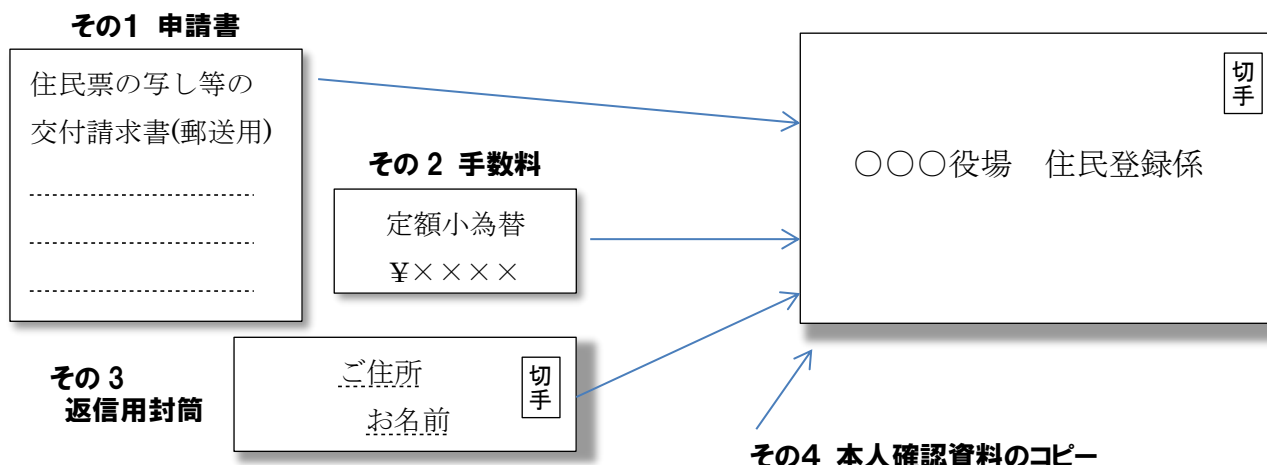 その1 申請書
住民票の写し等の
交付請求書(郵送用)
その2 手数料
定額小為替
¥××××
その3
返信用封筒
ご住所
お名前
切手
○○○役場 住民登録係
切手
その4 本人確認資料のコピー